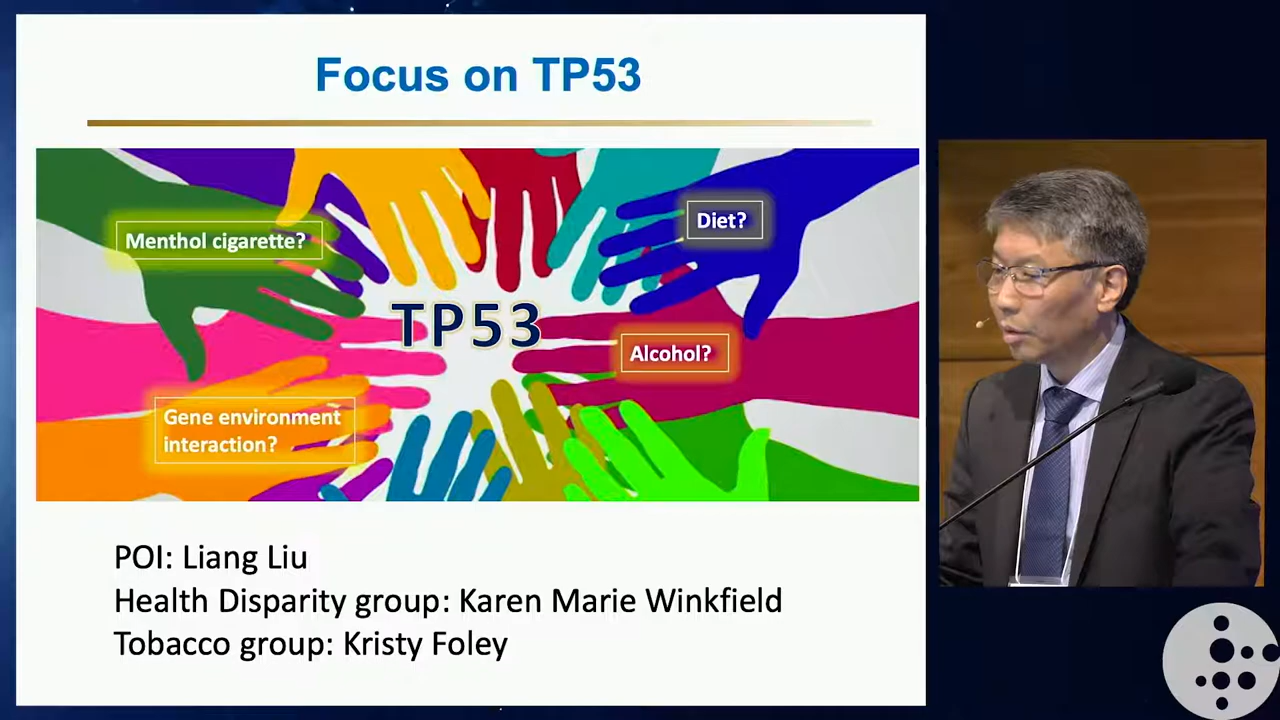 Focus on TP53
Menthol cigarette?
Diet?
TP53
Alcohol?
Gene environment
interaction?
POI: Liang Liu
Health Disparity group: Karen Marie Winkfield
Tobacco group: Kristy Foley